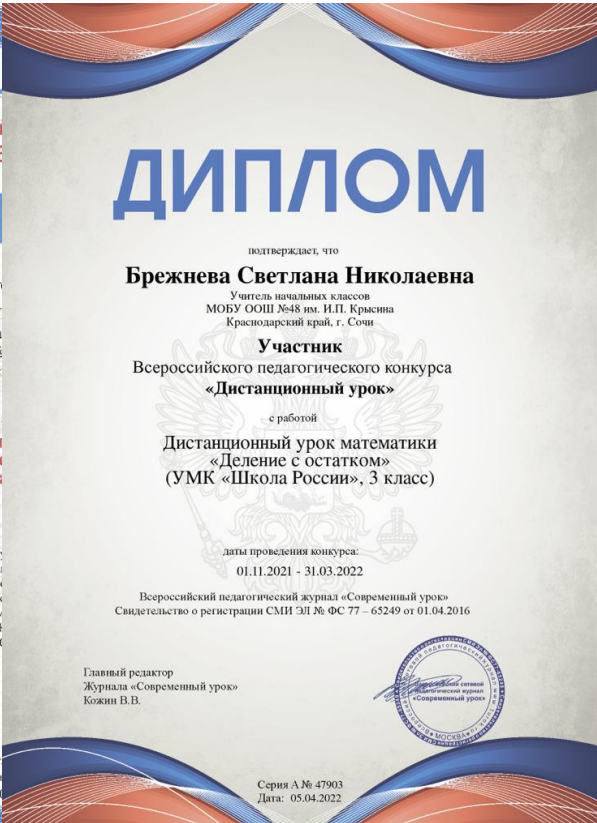 ДИПЛОМ
подтверждает, что
Брежнева Светлана Николаевна
Учитель начальных классов
МОБУ ООШ №48 им. И.П. Крысина
Краснодарский край, г. Сочи
Участник
Всероссийского педагогического конкурса
«Дистанционный урок»
с работой
Дистанционный урок математики
«Деление с остатком»
(УМК «Школа России», 3 класс)
даты проведения конкурса:
01.11.2021 - 31.03.2022
Всероссийский педагогический журнал «Современный урок»
Свидетельство о регистрации СМИ ЭЛ № ФС 77 – 65249 от 01.04.2016
Главный редактор
Журнала «Современный урок»
Кожин В.В.
Всероссийский сетевой
педагогический журнал
«Современный урок»
МОСКВА
Серия А № 47903
Дата: 05.04.2022